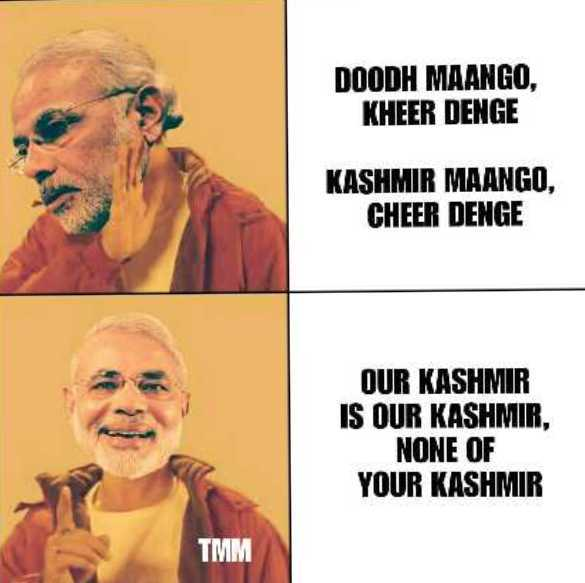 DOODH MAANGO,
KHEER DENGE
KASHMIR MAANGO,
CHEER DENGE
OUR KASHMIR
IS OUR KASHMIR,
NONE OF
YOUR KASHMIR
TMM